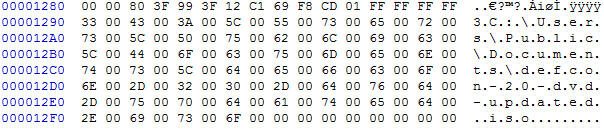 00001280 00 00 80 3F 99 3F 12 C1 69 F8 CD 01 FF FF FF FF ..€?™?.ÁiøÍ.ÿÿÿÿ
00001290 33 00 43 00 3A 00 5C 00 55 00 73 00 65 00 72 00 3.C.:.\.U.s.e.r.
000012A0 73 00 5C 00 50 00 75 00 62 00 6C 00 69 00 63 00 s.\.P.u.b.l.i.c.
000012B0 5C 00 44 00 6F 00 63 00 75 00 6D 00 65 00 6E 00 \.D.o.c.u.m.e.n.
000012C0 74 00 73 00 5C 00 64 00 65 00 66 00 63 00 6F 00 t.s.\.d.e.f.c.o.
000012D0 6E 00 2D 00 32 00 30 00 2D 00 64 00 76 00 64 00 n.-.2.0.-.d.v.d.
000012E0 2D 00 75 00 70 00 64 00 61 00 74 00 65 00 64 00 -.u.p.d.a.t.e.d.
000012F0 2E 00 69 00 73 00 6F 00 00 00 00 00 00 00 00 00 ..i.s.o.........